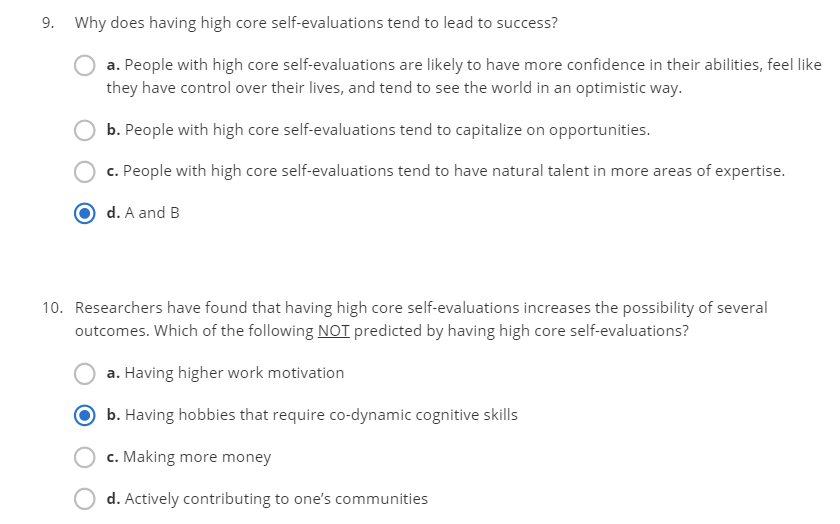 9. Why does having high core self-evaluations tend to lead to success?
a. People with high core self-evaluations are likely to have more confidence in their abilities, feel like
they have control over their lives, and tend to see the world in an optimistic way.
b. People with high core self-evaluations tend to capitalize on opportunities.
c. People with high core self-evaluations tend to have natural talent in more areas of expertise.
d. A and B
10. Researchers have found that having high core self-evaluations increases the possibility of several
outcomes. Which of the following NOT predicted by having high core self-evaluations?
a. Having higher work motivation
b. Having hobbies that require co-dynamic cognitive skills
c. Making more money
d. Actively contributing to one's communities